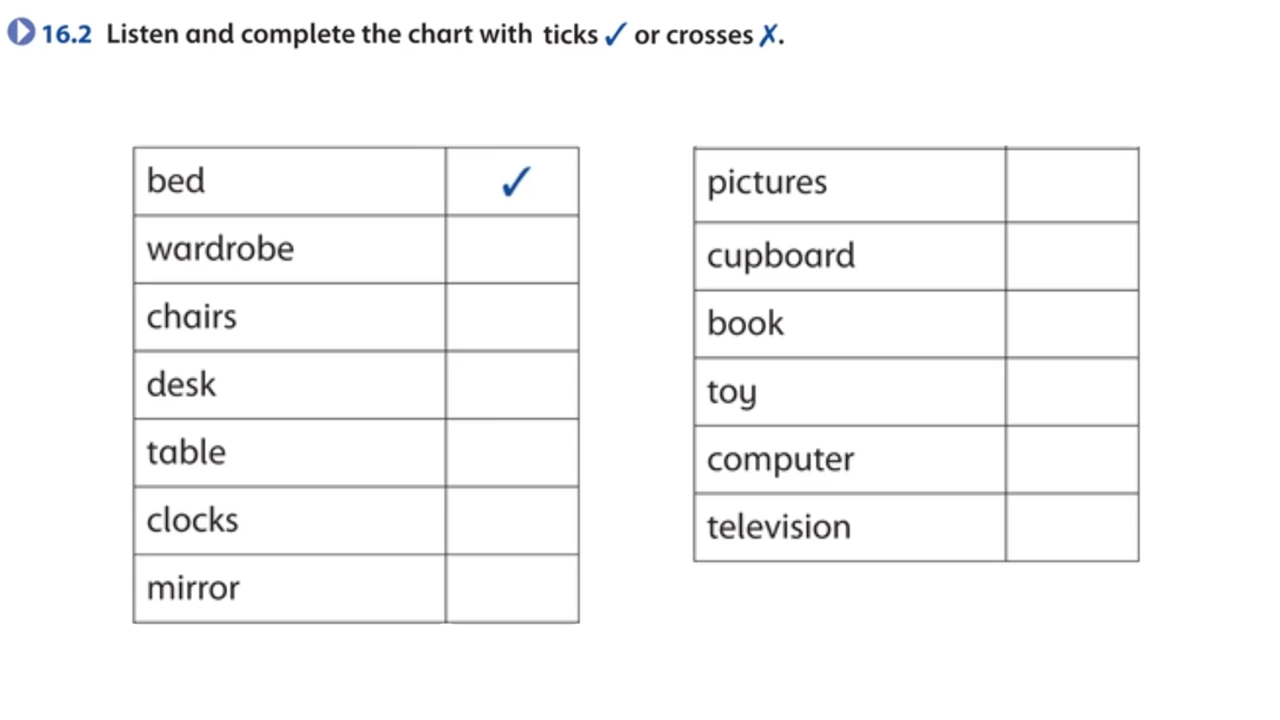 16.2 Listen and complete the chart with ticks ✓ or crosses ✗.
bed ✓
wardrobe
chairs
desk
table
clocks
mirror
pictures
cupboard
book
toy
computer
television